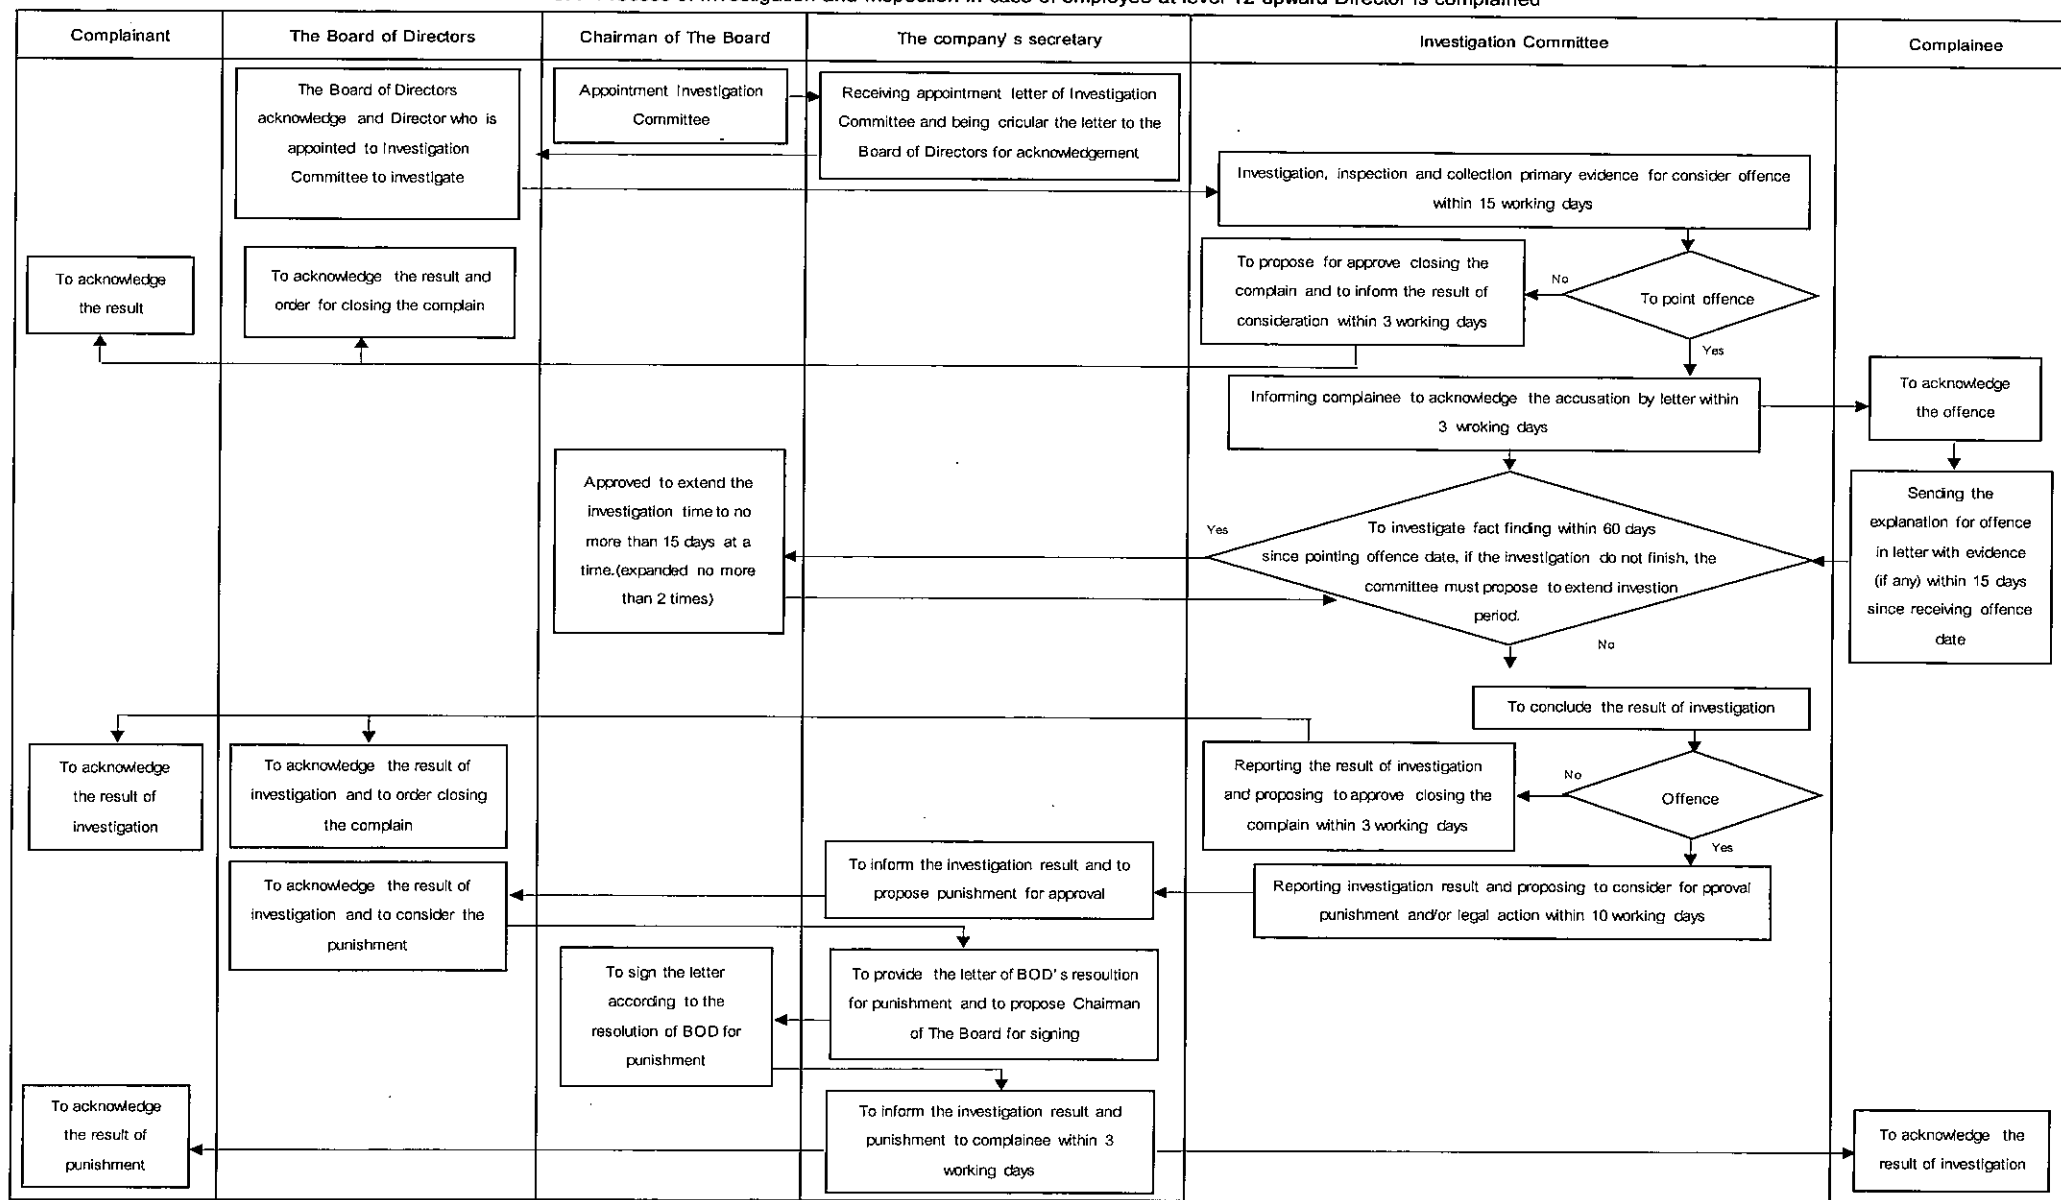 of investigation and inspection in case of employee at level 12 upward Director is complained
Complainant
The Board of Directors
Chairman of The Board
The company's secretary
Investigation Committee
Complainee
The Board of Directors
acknowledge and Director who is
appointed to Investigation
Committee to investigate
Appointment Investigation
Committee
Receiving appointment letter of Investigation
Committee and being cricular the letter to the
Board of Directors for acknowledgement
Investigation, inspection and collection primary evidence for consider offence
within 15 working days
To acknowledge
the result
To acknowledge the result and
order for closing the complain
To propose for approve closing the
complain and to inform the result of
consideration within 3 working days
No
To point offence
Yes
Informing complainee to acknowledge the accusation by letter within
3 wroking days
To acknowledge
the offence
Approved to extend the
investigation time to no
more than 15 days at a
time.(expanded no more
than 2 times)
Yes
To investigate fact finding within 60 days
since pointing offence date, if the investigation do not finish, the
committee must propose to extend investion
period.
No
Sending the
explanation for offence
in letter with evidence
(if any) within 15 days
since receiving offence
date
To conclude the result of investigation
To acknowledge
the result of
investigation
To acknowledge the result of
investigation and to order closing
the complain
Reporting the result of investigation
and proposing to approve closing the
complain within 3 working days
No
Offence
Yes
To acknowledge the result of
investigation and to consider the
punishment
To inform the investigation result and to
propose punishment for approval
Reporting investigation result and proposing to consider for pproval
punishment and/or legal action within 10 working days
To sign the letter
according to the
resolution of BOD for
punishment
To provide the letter of BOD's resoultion
for punishment and to propose Chairman
of The Board for signing
To acknowledge
the result of
punishment
To inform the investigation result and
punishment to complainee within 3
working days
To acknowledge the
result of investigation